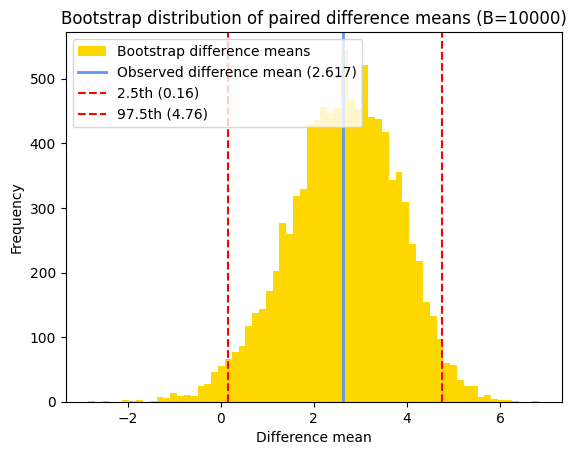 Bootstrap distribution of paired difference means (B=10000)
Bootstrap difference means
Observed difference mean (2.617)
2.5th (0.16)
97.5th (4.76)
Frequency
500
400
300
200
100
0
−2
0
2
4
6
Difference mean